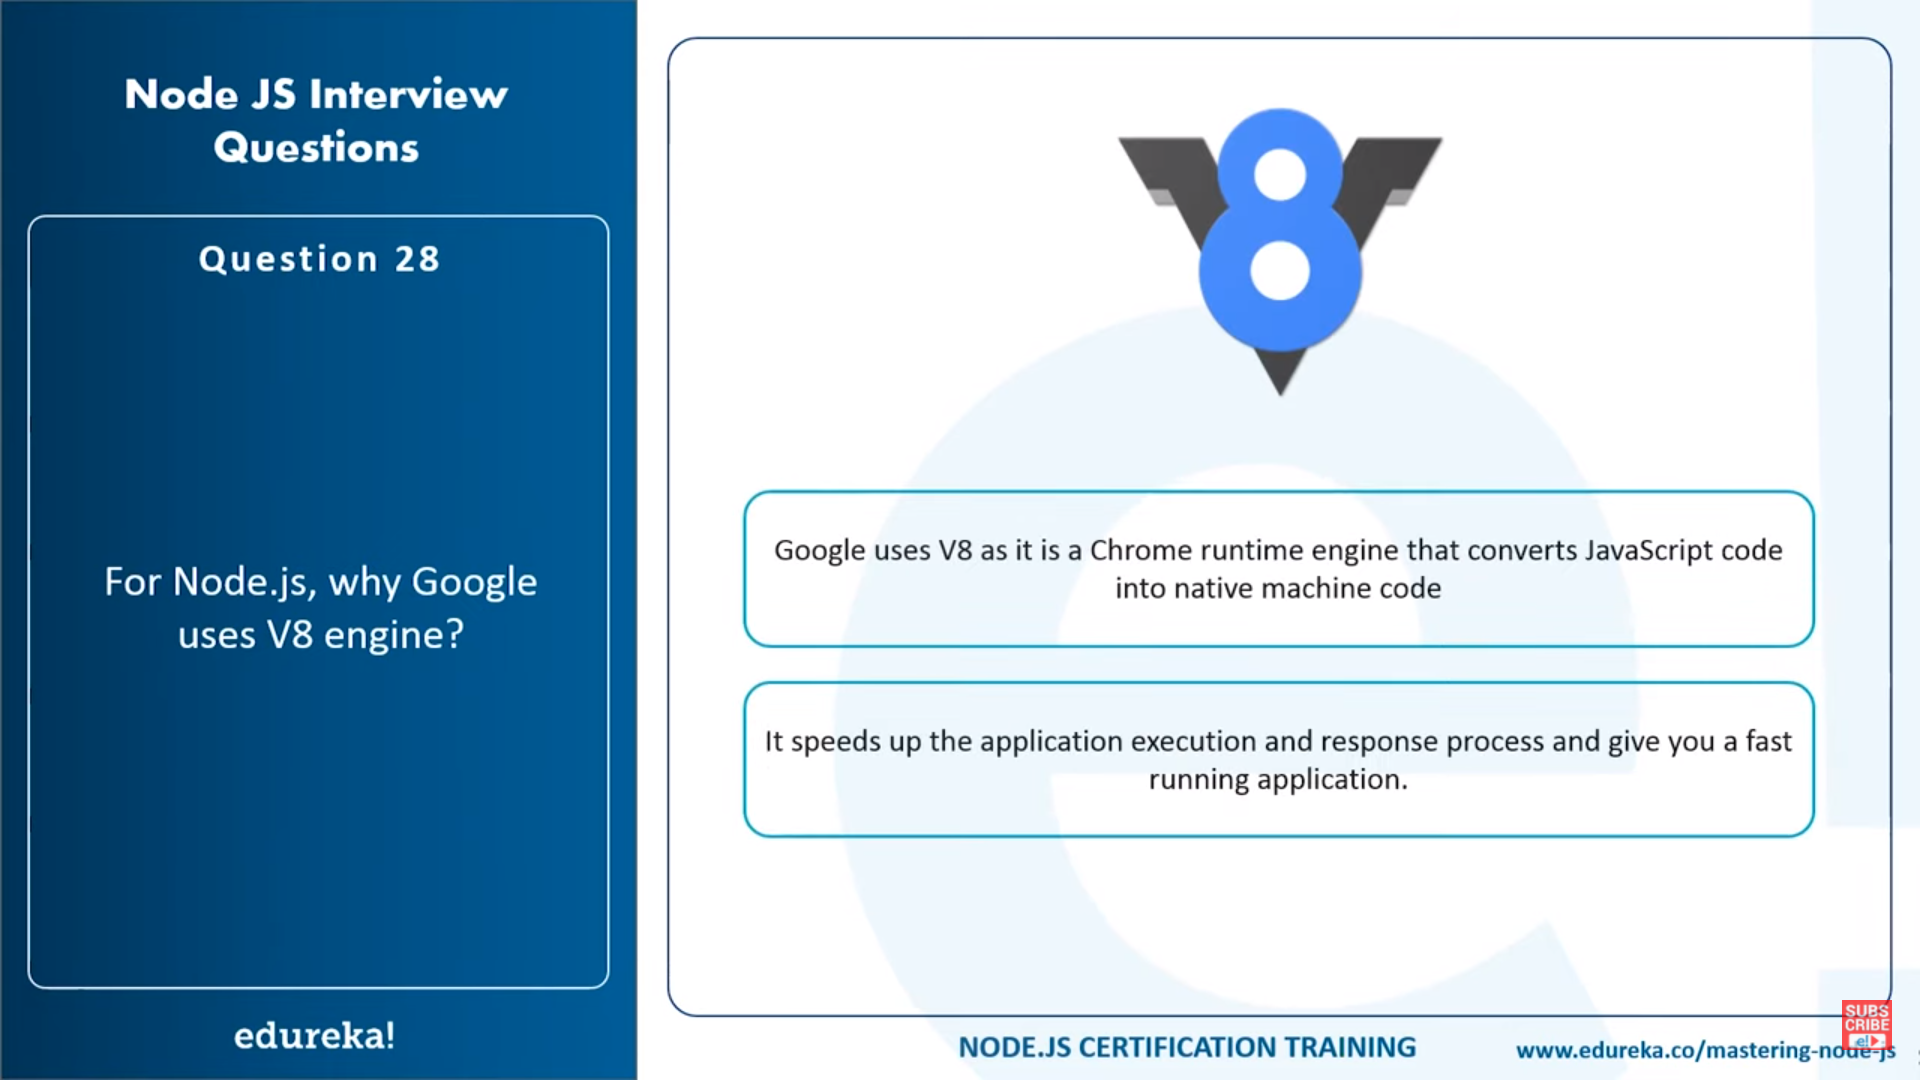 Node JS Interview
Questions
Question 28
For Node.js, why Google
uses V8 engine?
edureka!
V8
Google uses V8 as it is a Chrome runtime engine that converts JavaScript code
into native machine code
It speeds up the application execution and response process and give you a fast
running application.
NODE.JS CERTIFICATION TRAINING
www.edureka.co/mastering-node-js
SUBS
CRIBE
e!